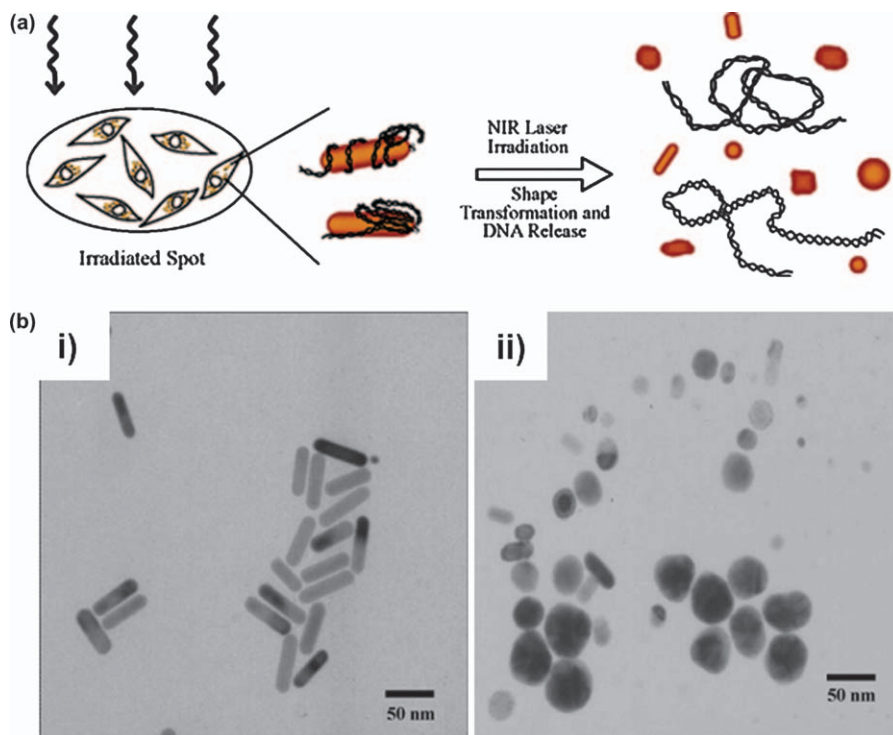 (a)
Irradiated Spot
NIR Laser
Irradiation
Shape
Transformation and
DNA Release
(b)
i)
50 nm
ii)
50 nm